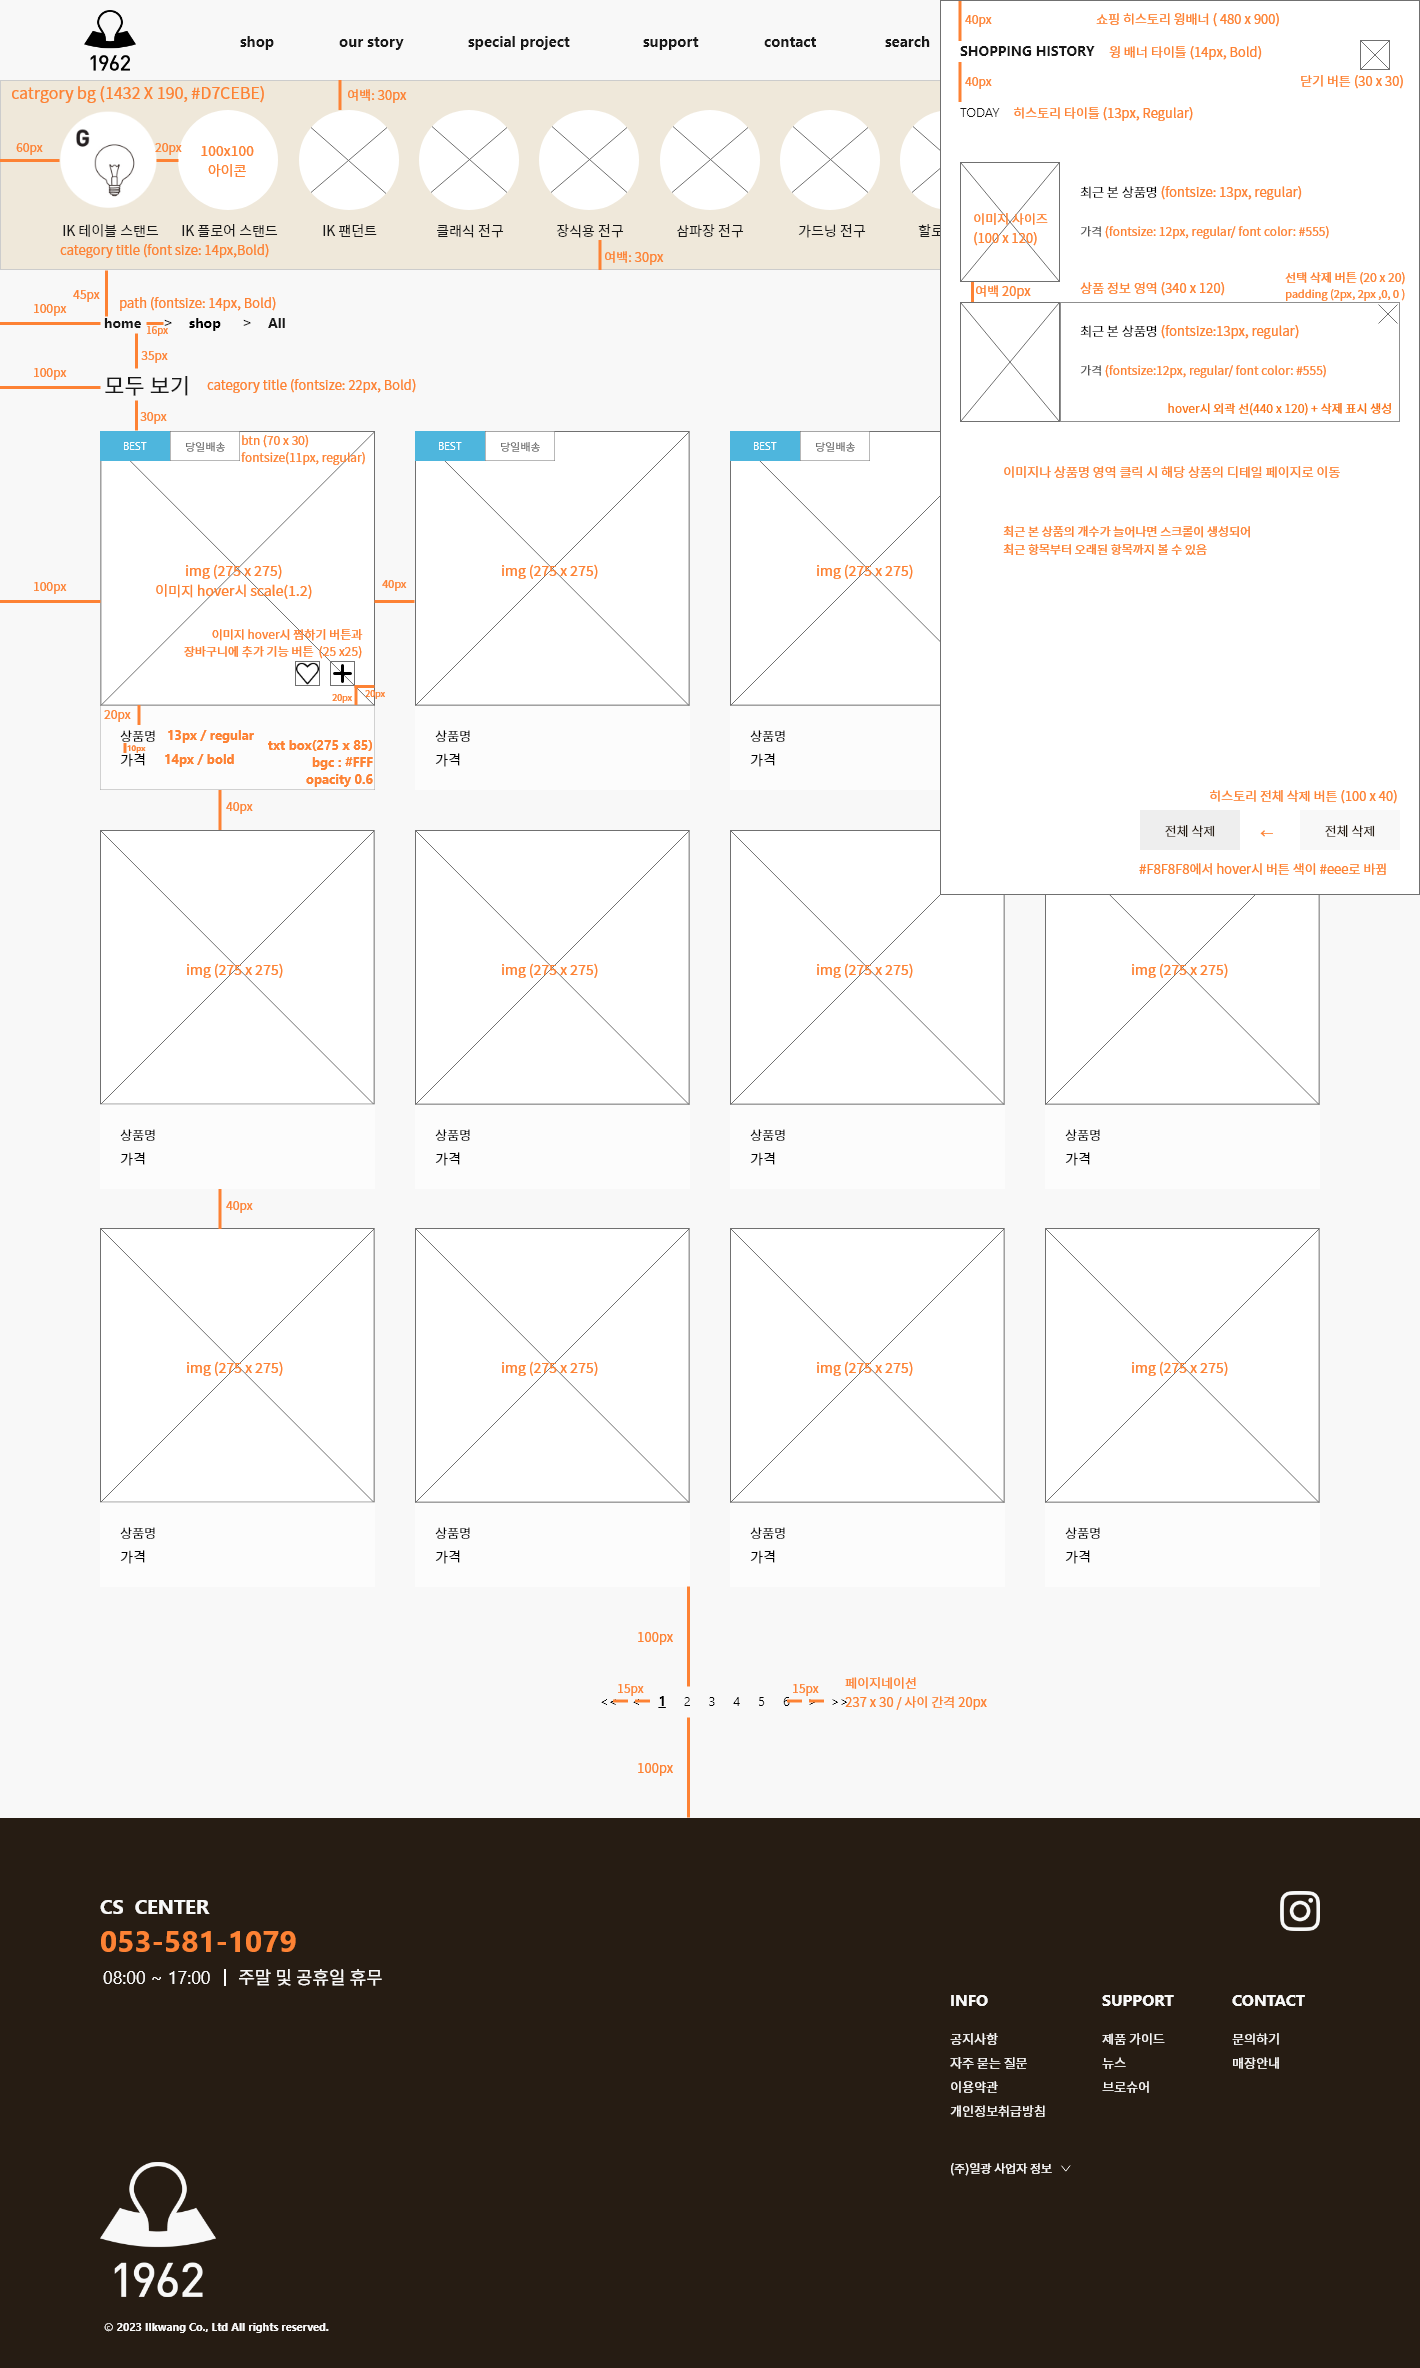 1962
shop
our story
special project
support
contact
search
catrgory bg (1432 X 190, #D7CEBE)
여백: 30px
60px
G
20px
100x100
아이콘
IK 테이블 스탠드
IK 플로어 스탠드
IK 팬던트
클래식 전구
장식용 전구
삼파장 전구
가드닝 전구
할로
category title (font size: 14px,Bold)
여백: 30px
40px
쇼핑 히스토리 윙배너 ( 480 x 900)
SHOPPING HISTORY
윙 배너 타이틀 (14px, Bold)
40px
닫기 버튼 (30 x 30)
TODAY
히스토리 타이틀 (13px, Regular)
이미지 사이즈
(100 x 120)
최근 본 상품명 (fontsize: 13px, regular)
가격 (fontsize: 12px, regular/ font color: #555)
여백 20px
상품 정보 영역 (340 x 120)
선택 삭제 버튼 (20 x 20)
padding (2px, 2px ,0, 0 )
최근 본 상품명 (fontsize:13px, regular)
가격 (fontsize:12px, regular/ font color: #555)
hover시 외곽 선(440 x 120) + 삭제 표시 생성
이미지나 상품명 영역 클릭 시 해당 상품의 디테일 페이지로 이동
최근 본 상품의 개수가 늘어나면 스크롤이 생성되어
최근 항목부터 오래된 항목까지 볼 수 있음
히스토리 전체 삭제 버튼 (100 x 40)
전체 삭제
←
전체 삭제
#F8F8F8에서 hover시 버튼 색이 #eee로 바뀜
45px
100px
path (fontsize: 14px, Bold)
home > shop > All
16px
35px
100px
모두 보기
category title (fontsize: 22px, Bold)
30px
BEST
당일배송
btn (70 x 30)
fontsize(11px, regular)
BEST
당일배송
BEST
당일배송
img (275 x 275)
이미지 hover시 scale(1.2)
100px
40px
img (275 x 275)
img (275 x 275)
이미지 hover시 찜하기 버튼과
장바구니에 추가 기능 버튼 (25 x25)
20px
20px
20px
상품명
13px / regular
10px
가격
14px / bold
txt box(275 x 85)
bgc : #FFF
opacity 0.6
상품명
가격
상품명
가격
40px
img (275 x 275)
img (275 x 275)
img (275 x 275)
img (275 x 275)
상품명
가격
상품명
가격
상품명
가격
상품명
가격
40px
img (275 x 275)
img (275 x 275)
img (275 x 275)
img (275 x 275)
상품명
가격
상품명
가격
상품명
가격
상품명
가격
100px
15px
15px
페이지네이션
<< < 1 2 3 4 5 6 > >>
237 x 30 / 사이 간격 20px
100px
CS CENTER
053-581-1079
08:00 ~ 17:00 | 주말 및 공휴일 휴무
INFO
공지사항
자주 묻는 질문
이용약관
개인정보취급방침
SUPPORT
제품 가이드
뉴스
브로슈어
CONTACT
문의하기
매장안내
(주)일광 사업자 정보
1962
© 2023 Ilkwang Co., Ltd All rights reserved.